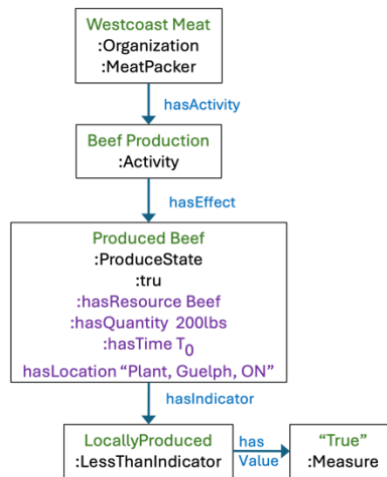 Westcoast Meat
:Organization
:MeatPacker
hasActivity
Beef Production
:Activity
hasEffect
Produced Beef
:ProduceState
:tru
:hasResource Beef
:hasQuantity 200lbs
:hasTime T0
hasLocation “Plant, Guelph, ON”
hasIndicator
LocallyProduced
:LessThanIndicator
has
Value
“True”
:Measure